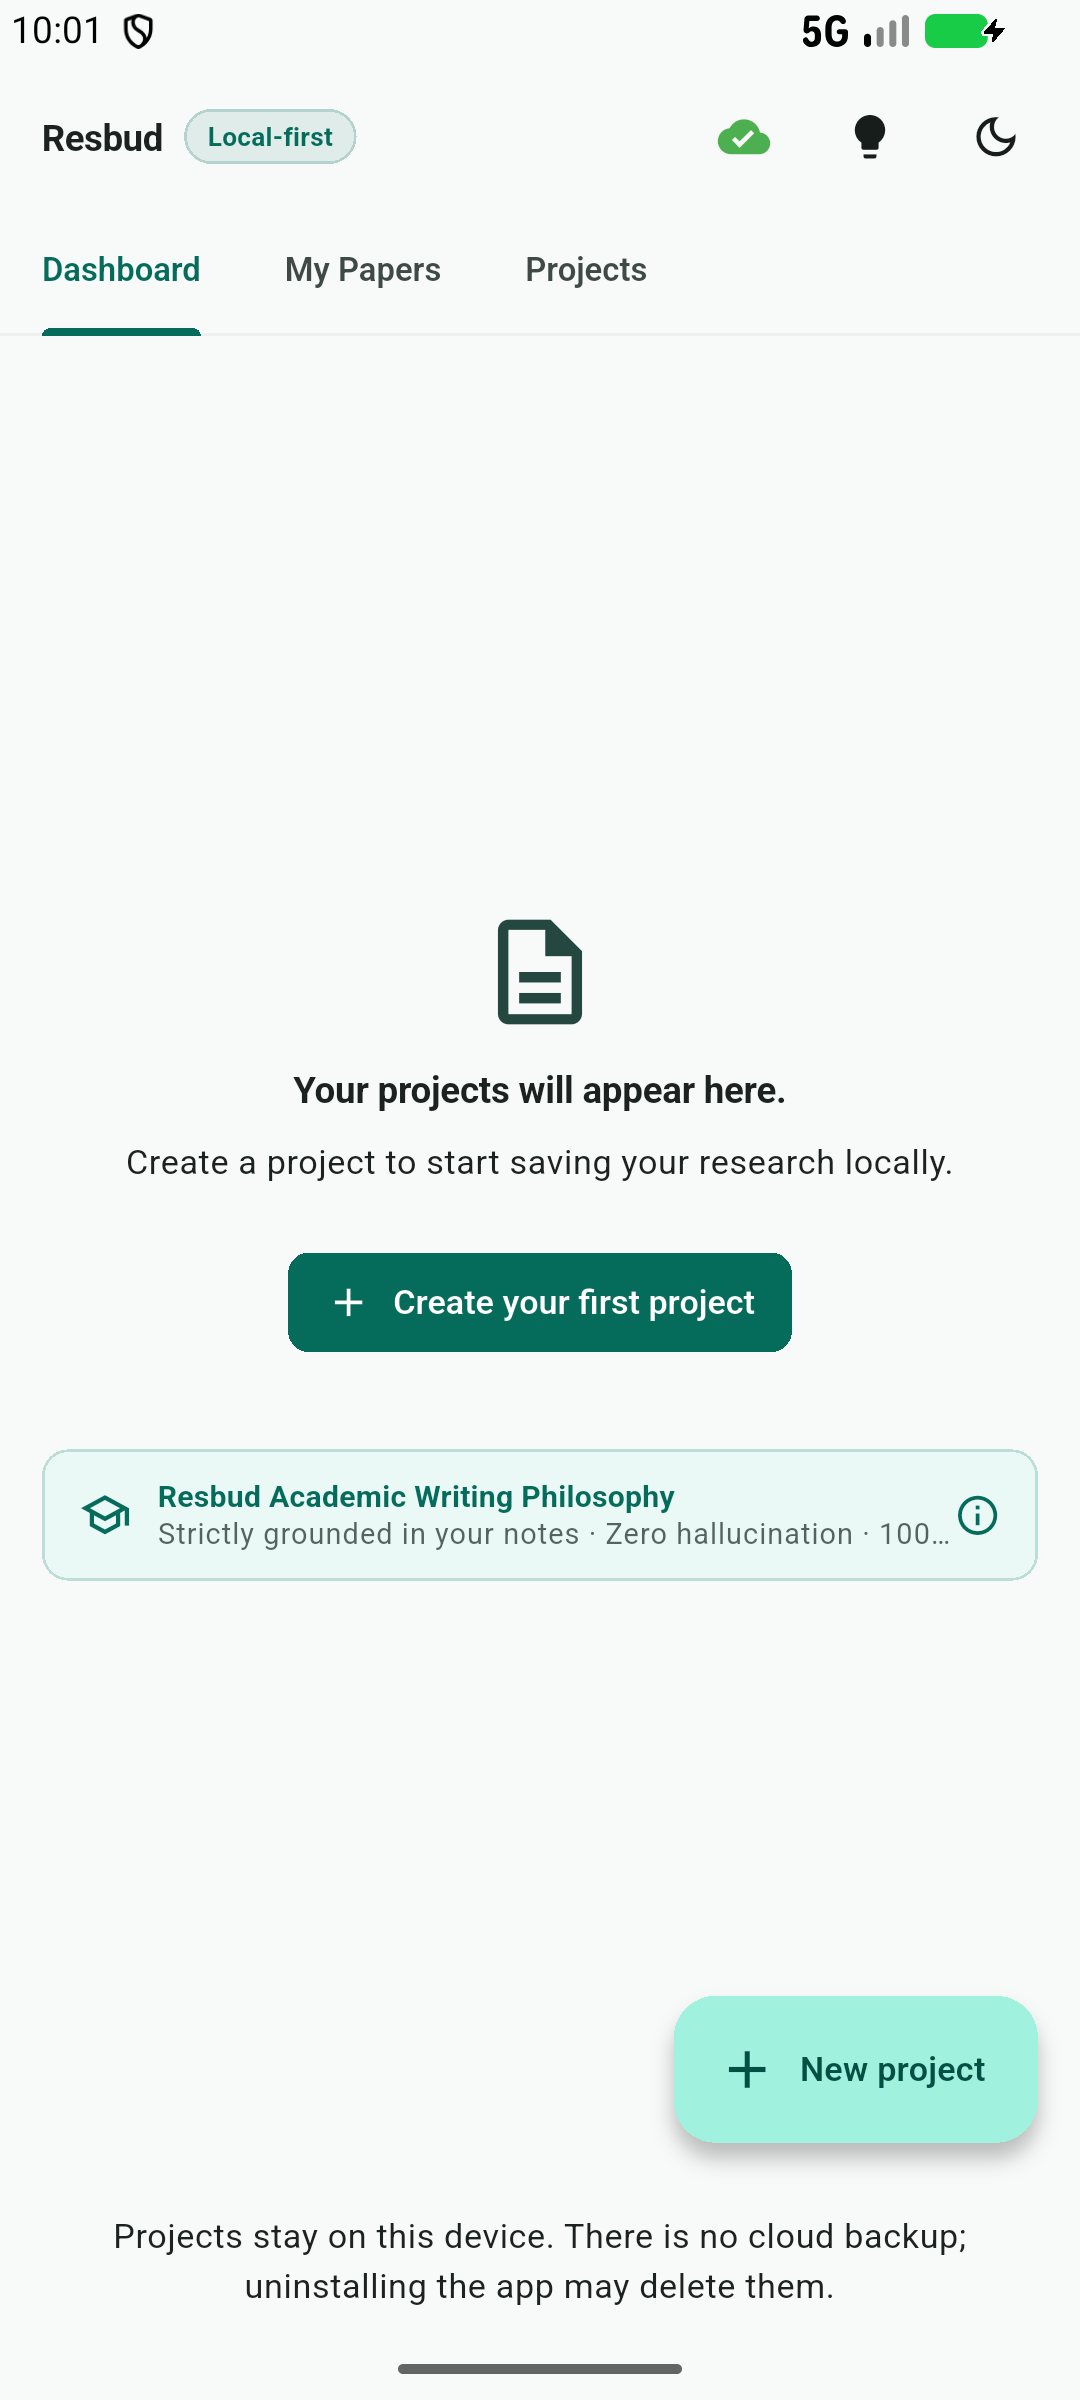 10:01
5G
Resbud
Local-first
Dashboard
My Papers
Projects
Your projects will appear here.
Create a project to start saving your research locally.
Create your first project
Resbud Academic Writing Philosophy
Strictly grounded in your notes · Zero hallucination · 100…
New project
Projects stay on this device. There is no cloud backup;
uninstalling the app may delete them.